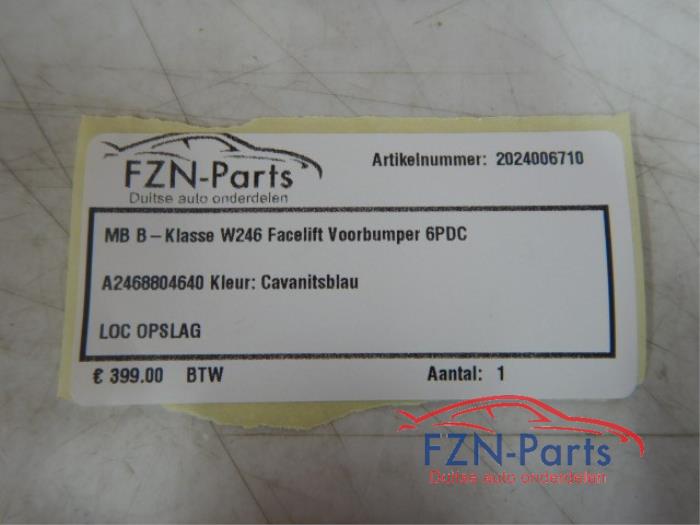 FZN-Parts
Duitse auto onderdelen
Artikelnummer: 2024006710
MB B-Klasse W246 Facelift Voorbumper 6PDC
A2468804640 Kleur: Cavanitsblau
LOC OPSLAG
€ 399.00 BTW Aantal: 1
FZN-Parts
Duitse auto onderdelen